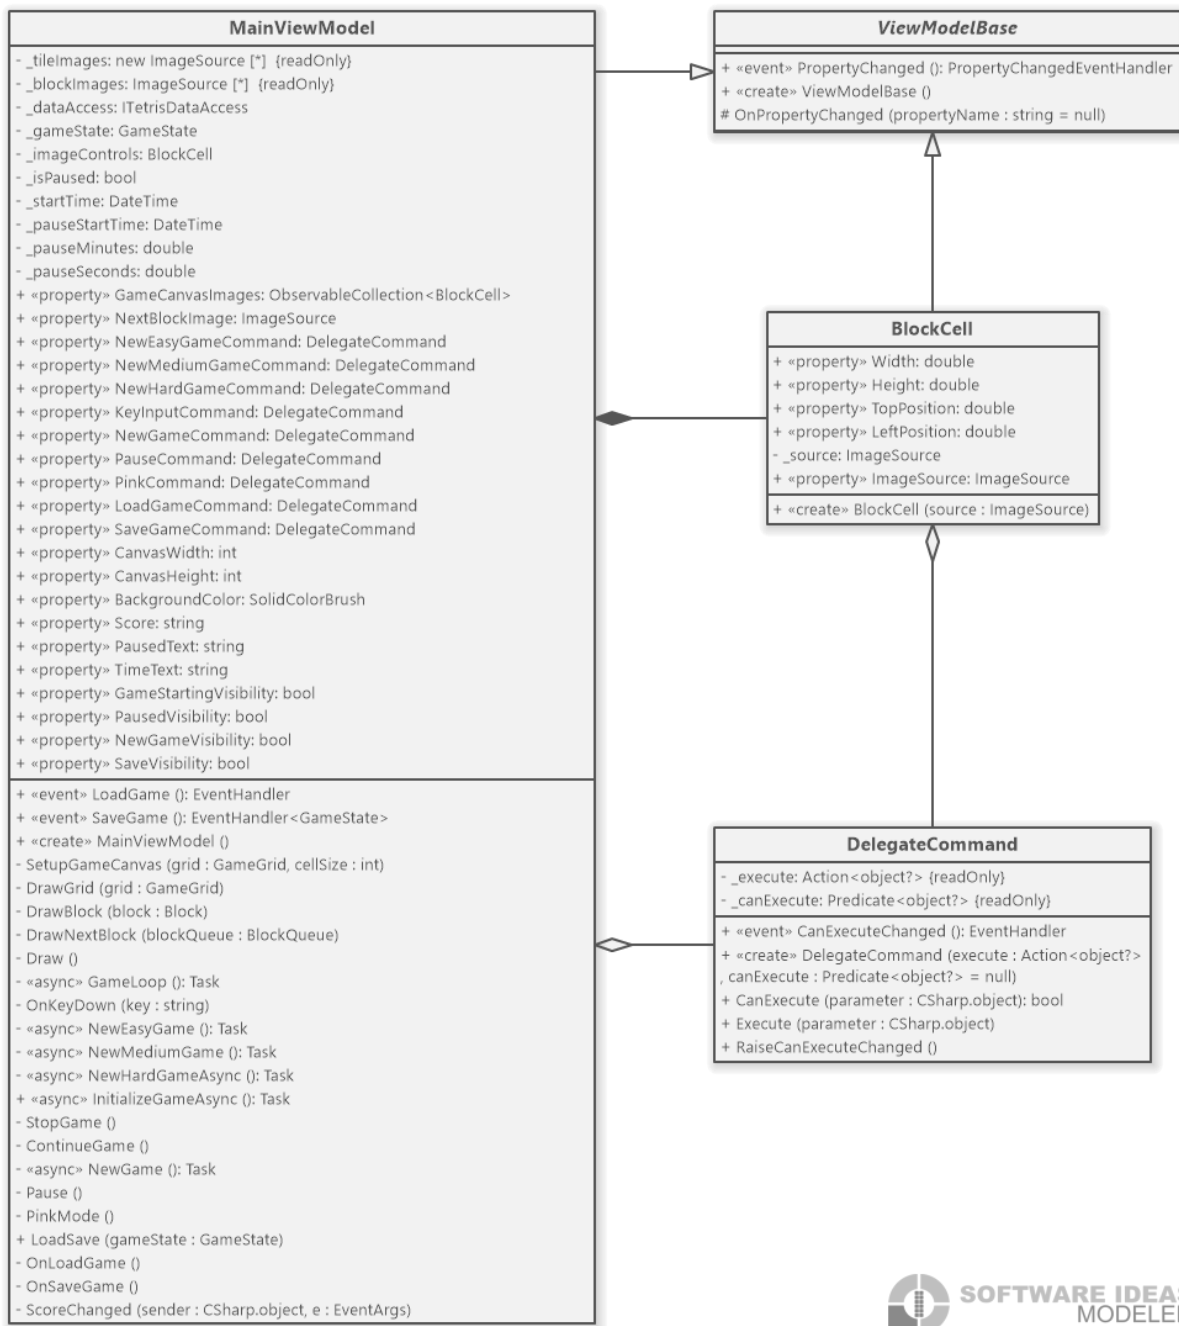 MainViewModel
- _tileImages: new ImageSource [*] {readOnly}
- _blockImages: ImageSource [*] {readOnly}
- _dataAccess: ITetrisDataAccess
- _gameState: GameState
- _imageControls: BlockCell
- _isPaused: bool
- _startTime: DateTime
- _pauseStartTime: DateTime
- _pauseMinutes: double
- _pauseSeconds: double
+ «property» GameCanvasImages: ObservableCollection<BlockCell>
+ «property» NextBlockImage: ImageSource
+ «property» NewEasyGameCommand: DelegateCommand
+ «property» NewMediumGameCommand: DelegateCommand
+ «property» NewHardGameCommand: DelegateCommand
+ «property» KeyInputCommand: DelegateCommand
+ «property» NewGameCommand: DelegateCommand
+ «property» PauseCommand: DelegateCommand
+ «property» PinkCommand: DelegateCommand
+ «property» LoadGameCommand: DelegateCommand
+ «property» SaveGameCommand: DelegateCommand
+ «property» CanvasWidth: int
+ «property» CanvasHeight: int
+ «property» BackgroundColor: SolidColorBrush
+ «property» Score: string
+ «property» PausedText: string
+ «property» TimeText: string
+ «property» GameStartingVisibility: bool
+ «property» PausedVisibility: bool
+ «property» NewGameVisibility: bool
+ «property» SaveVisibility: bool
+ «event» LoadGame (): EventHandler
+ «event» SaveGame (): EventHandler<GameState>
+ «create» MainViewModel ()
- SetupGameCanvas (grid : GameGrid, cellSize : int)
- DrawGrid (grid : GameGrid)
- DrawBlock (block : Block)
- DrawNextBlock (blockQueue : BlockQueue)
- Draw ()
- «async» GameLoop (): Task
- OnKeyDown (key : string)
- «async» NewEasyGame (): Task
- «async» NewMediumGame (): Task
- «async» NewHardGameAsync (): Task
+ «async» InitializeGameAsync (): Task
- StopGame ()
- ContinueGame ()
- «async» NewGame (): Task
- Pause ()
- PinkMode ()
+ LoadSave (gameState : GameState)
- OnLoadGame ()
- OnSaveGame ()
- ScoreChanged (sender : CSharp.object, e : EventArgs)
ViewModelBase
+ «event» PropertyChanged (): PropertyChangedEventHandler
+ «create» ViewModelBase ()
# OnPropertyChanged (propertyName : string = null)
BlockCell
+ «property» Width: double
+ «property» Height: double
+ «property» TopPosition: double
+ «property» LeftPosition: double
- _source: ImageSource
+ «property» ImageSource: ImageSource
+ «create» BlockCell (source : ImageSource)
DelegateCommand
- _execute: Action<object?> {readOnly}
- _canExecute: Predicate<object?> {readOnly}
+ «event» CanExecuteChanged (): EventHandler
+ «create» DelegateCommand (execute : Action<object?>
, canExecute : Predicate<object?> = null)
+ CanExecute (parameter : CSharp.object): bool
+ Execute (parameter : CSharp.object)
+ RaiseCanExecuteChanged ()
SOFTWARE IDEAS
MODELER